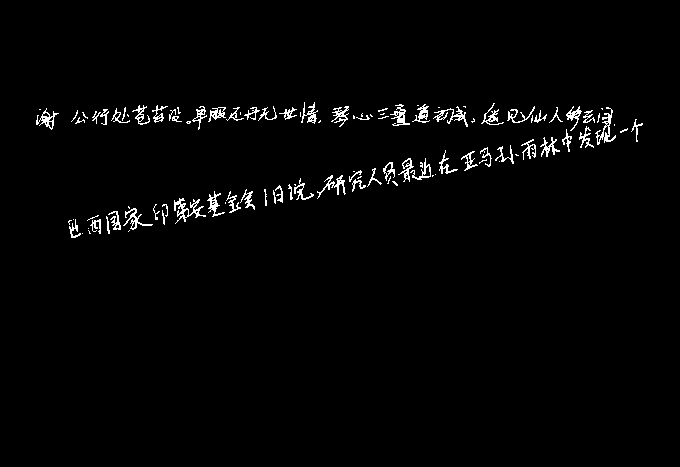 谢公行处苍苔没。早服还丹无世情,琴心三叠道初成。遥见仙人彩云间
巴西国家印第安基金会1日说,研究人员最近在亚马孙雨林中发现一个